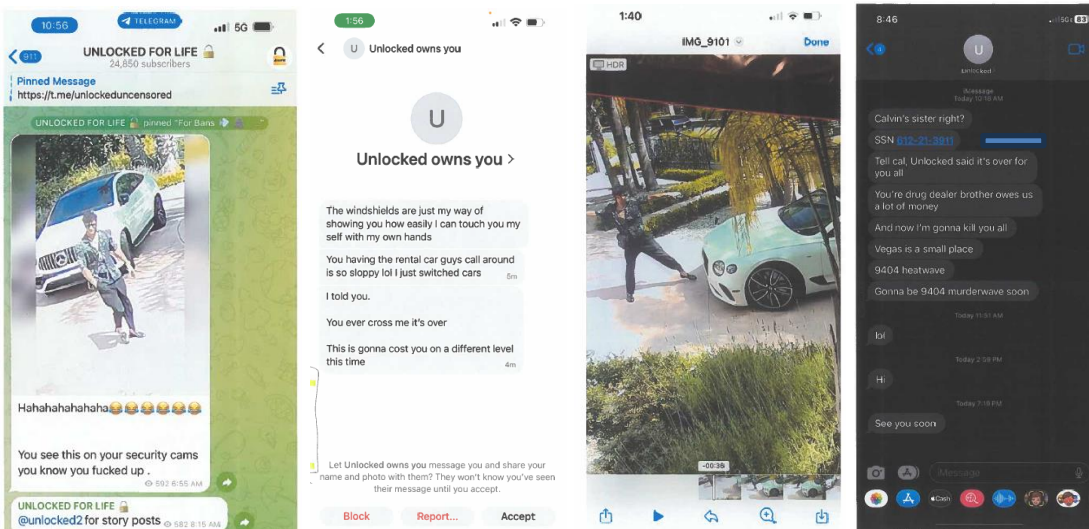 10:56
TELEGRAM
5G
911
UNLOCKED FOR LIFE
24,850 subscribers
Pinned Message
https://t.me/unlockeduncensored
UNLOCKED FOR LIFE 🔒 pinned "For Bans
Hahahahahahaha😂😂😂😂😂😂
You see this on your security cams
you know you fucked up .
592 6:55 AM
UNLOCKED FOR LIFE
@unlocked2 for story posts
582 8:15 AM
1:56
U Unlocked owns you
U
Unlocked owns you >
The windshields are just my way of
showing you how easily I can touch you my
self with my own hands
You having the rental car guys call around
is so sloppy lol I just switched cars
5m
I told you.
You ever cross me it's over
This is gonna cost you on a different level
this time
4m
Let Unlocked owns you message you and share your
name and photo with them? They won't know you've seen
their message until you accept.
Block
Report...
Accept
1:40
IMG_9101
Done
HDR
-00:36
8:46
5G
83
U
Unlocked
iMessage
Today 10:16 AM
Calvin's sister right?
SSN [number withheld]
Tell cal, Unlocked said it's over for
you all
You're drug dealer brother owes us
a lot of money
And now I'm gonna kill you all
Vegas is a small place
9404 heatwave
Gonna be 9404 murderwave soon
Today 11:51 AM
lol
Today 2:08 PM
Hi
Today 7:19 PM
See you soon
Message
Cash